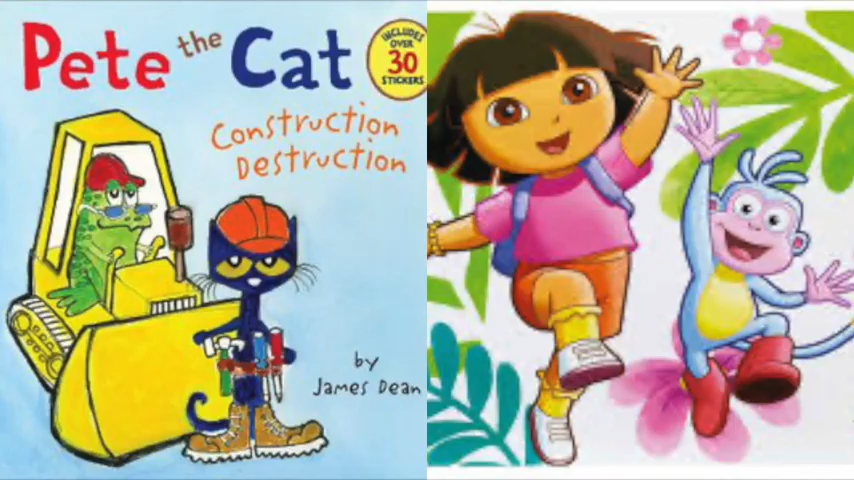 Pete the Cat
INCLUDES
OVER
30
STICKERS
Construction
Destruction
by
James Dean